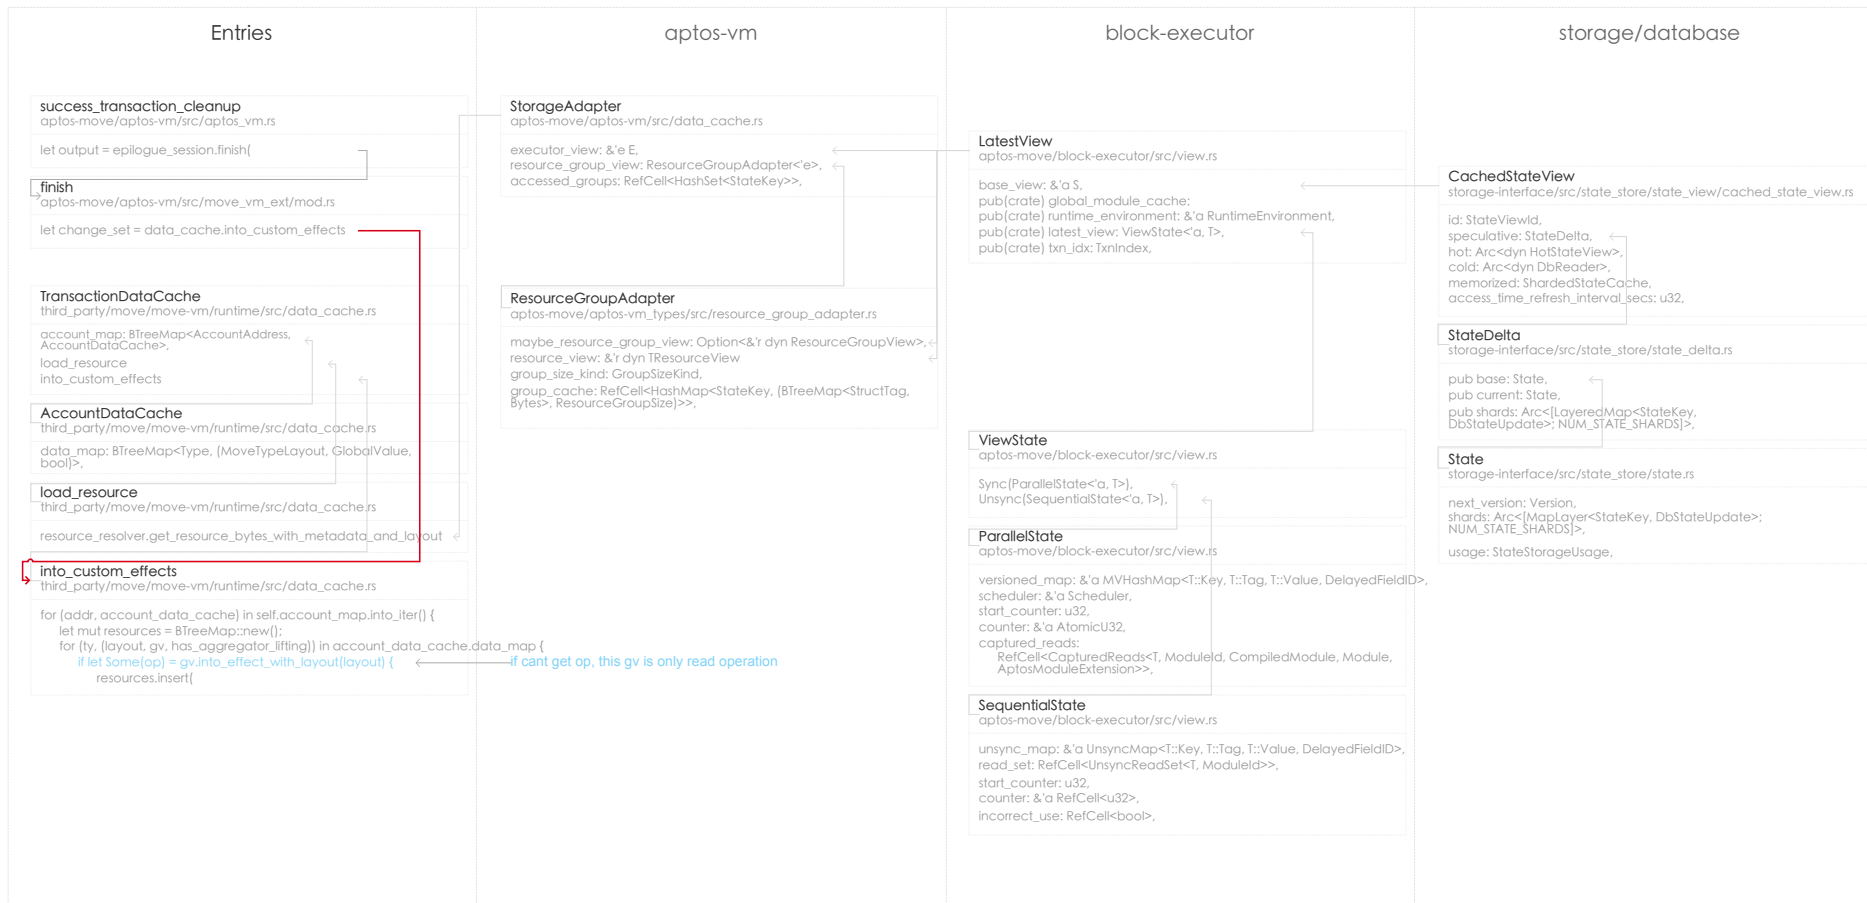 Entries
success_transaction_cleanup
aptos-move/aptos-vm/src/aptos_vm.rs
let output = epilogue_session.finish(
finish
aptos-move/aptos-vm/src/move_vm_ext/mod.rs
let change_set = data_cache.into_custom_effects
TransactionDataCache
third_party/move/move-vm/runtime/src/data_cache.rs
account_map: BTreeMap<AccountAddress,
AccountDataCache>,
load_resource
into_custom_effects
AccountDataCache
third_party/move/move-vm/runtime/src/data_cache.rs
data_map: BTreeMap<Type, (MoveTypeLayout, GlobalValue,
bool)>,
load_resource
third_party/move/move-vm/runtime/src/data_cache.rs
resource_resolver.get_resource_bytes_with_metadata_and_layout
into_custom_effects
third_party/move/move-vm/runtime/src/data_cache.rs
for (addr, account_data_cache) in self.account_map.into_iter() {
let mut resources = BTreeMap::new();
for (ty, (layout, gv, has_aggregator_lifting)) in account_data_cache.data_map {
if let Some(op) = gv.into_effect_with_layout(layout) {
resources.insert(
if cant get op, this gv is only read operation
aptos-vm
StorageAdapter
aptos-move/aptos-vm/src/data_cache.rs
executor_view: &'e E,
resource_group_view: ResourceGroupAdapter<'e>,
accessed_groups: RefCell<HashSet<StateKey>>,
ResourceGroupAdapter
aptos-move/aptos-vm_types/src/resource_group_adapter.rs
maybe_resource_group_view: Option<&'r dyn ResourceGroupView>,
resource_view: &'r dyn TResourceView
group_size_kind: GroupSizeKind,
group_cache: RefCell<HashMap<StateKey, (BTreeMap<StructTag,
Bytes>, ResourceGroupSize)>>,
block-executor
LatestView
aptos-move/block-executor/src/view.rs
base_view: &'a S,
pub(crate) global_module_cache:
pub(crate) runtime_environment: &'a RuntimeEnvironment,
pub(crate) latest_view: ViewState<'a, T>,
pub(crate) txn_idx: TxnIndex,
ViewState
aptos-move/block-executor/src/view.rs
Sync(ParallelState<'a, T>),
Unsync(SequentialState<'a, T>),
ParallelState
aptos-move/block-executor/src/view.rs
versioned_map: &'a MVHashMap<T::Key, T::Tag, T::Value, DelayedFieldID>,
scheduler: &'a Scheduler,
start_counter: u32,
counter: &'a AtomicU32,
captured_reads:
RefCell<CapturedReads<T, ModuleId, CompiledModule, Module,
AptosModuleExtension>>,
SequentialState
aptos-move/block-executor/src/view.rs
unsync_map: &'a UnsyncMap<T::Key, T::Tag, T::Value, DelayedFieldID>,
read_set: RefCell<UnsyncReadSet<T, ModuleId>>,
start_counter: u32,
counter: &'a RefCell<u32>,
incorrect_use: RefCell<bool>,
storage/database
CachedStateView
storage-interface/src/state_store/state_view/cached_state_view.rs
id: StateViewId,
speculative: StateDelta,
hot: Arc<dyn HotStateView>,
cold: Arc<dyn DbReader>,
memorized: ShardedStateCache,
access_time_refresh_interval_secs: u32,
StateDelta
storage-interface/src/state_store/state_delta.rs
pub base: State,
pub current: State,
pub shards: Arc<[LayeredMap<StateKey,
DbStateUpdate>; NUM_STATE_SHARDS]>,
State
storage-interface/src/state_store/state.rs
next_version: Version,
shards: Arc<[MapLayer<StateKey, DbStateUpdate>;
NUM_STATE_SHARDS]>,
usage: StateStorageUsage,